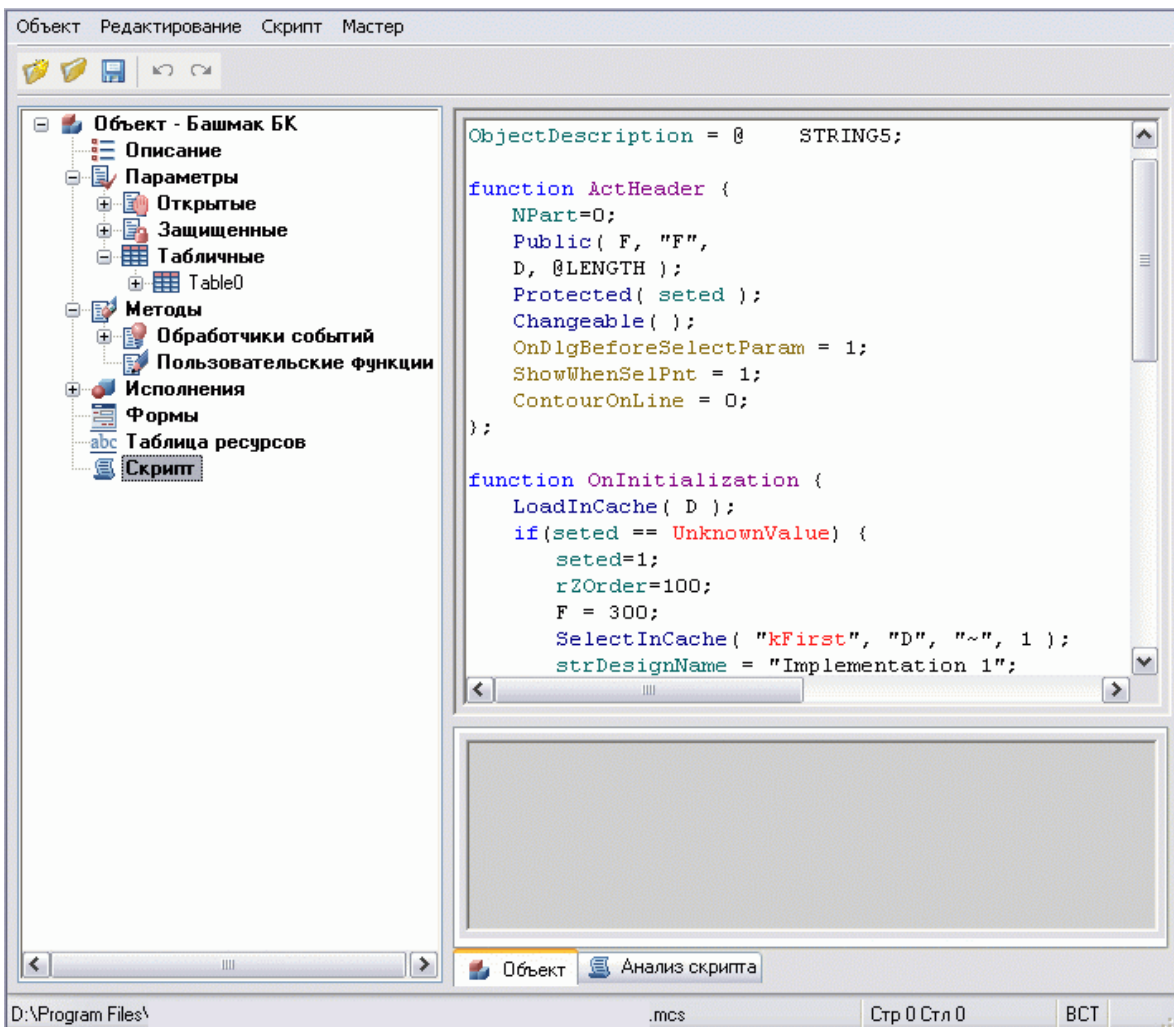 Объект Редактирование Скрипт Мастер
Объект - Башмак БК
Описание
Параметры
Открытые
Защищенные
Табличные
Table0
Методы
Обработчики событий
Пользовательские функции
Исполнения
Формы
abc Таблица ресурсов
Скрипт
ObjectDescription = @ STRING5;
function ActHeader {
NPart=0;
Public( F, "F",
D, @LENGTH );
Protected( seted );
Changeable( );
OnDlgBeforeSelectParam = 1;
ShowWhenSelPnt = 1;
ContourOnLine = 0;
};
function OnInitialization {
LoadInCache( D );
if(seted == UnknownValue) {
seted=1;
rZOrder=100;
F = 300;
SelectInCache( "kFirst", "D", "~", 1 );
strDesignName = "Implementation 1";
Объект Анализ скрипта
D:\Program Files\ .mcs Стр 0 Стл 0 ВСТ